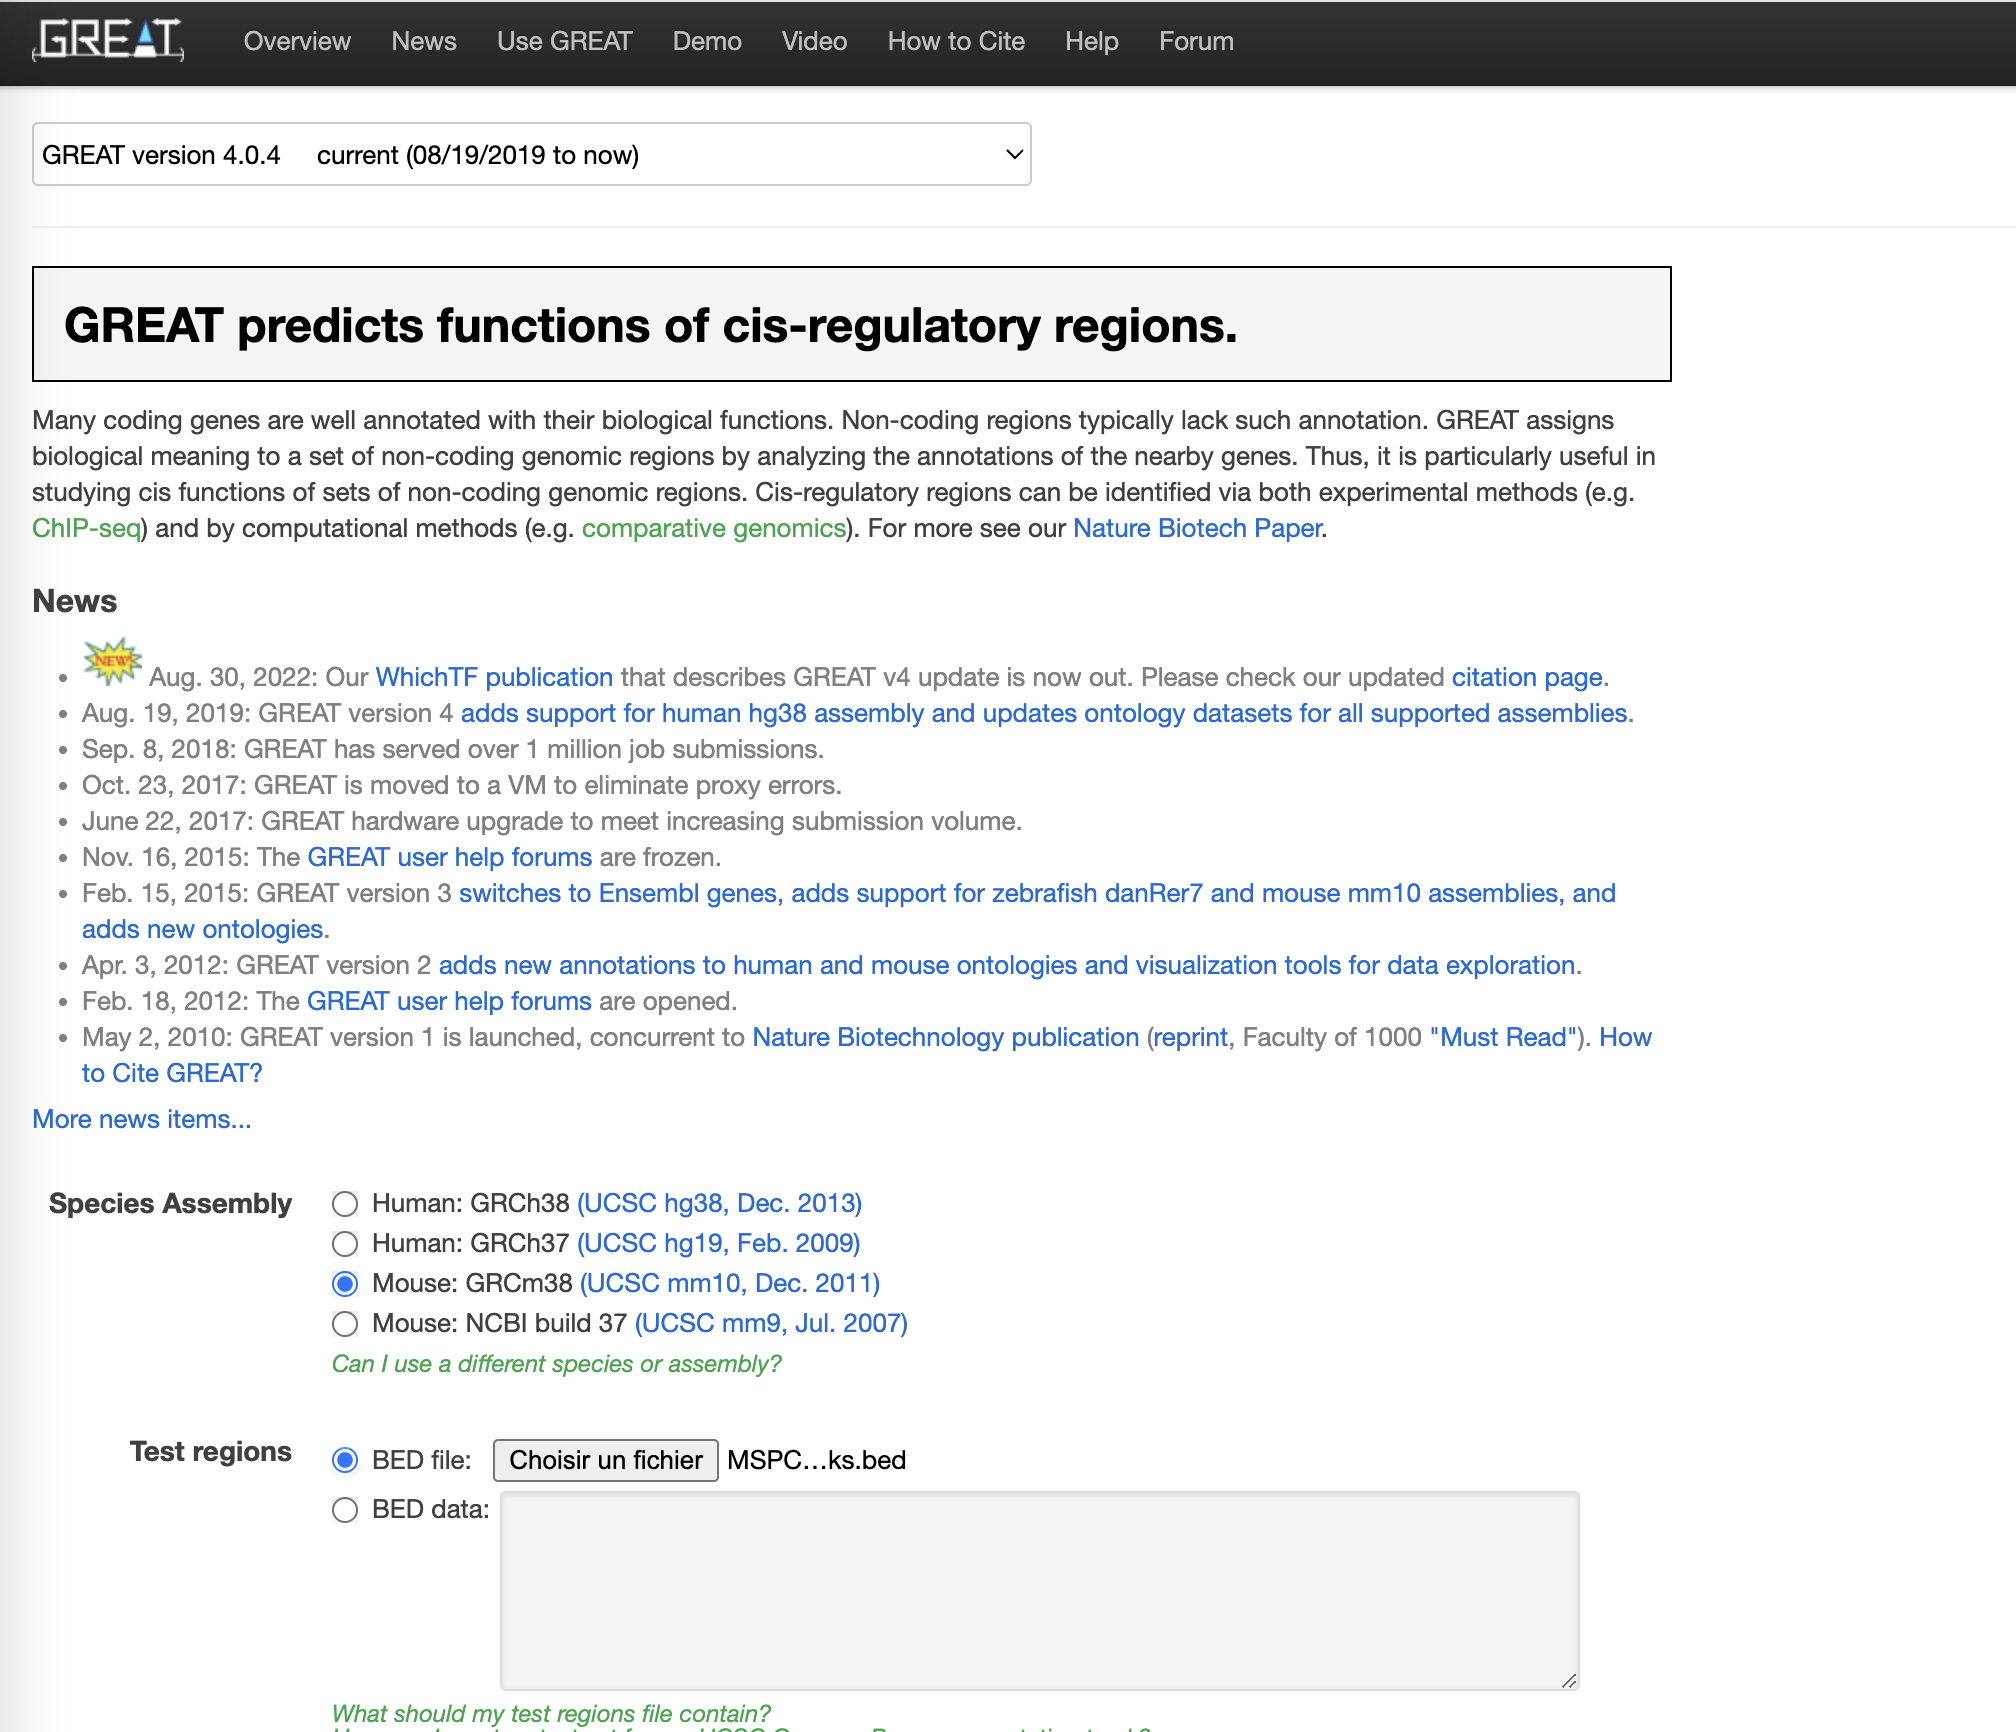 GREAT Overview News Use GREAT Demo Video How to Cite Help Forum
GREAT version 4.0.4 current (08/19/2019 to now)
GREAT predicts functions of cis-regulatory regions.
Many coding genes are well annotated with their biological functions. Non-coding regions typically lack such annotation. GREAT assigns
biological meaning to a set of non-coding genomic regions by analyzing the annotations of the nearby genes. Thus, it is particularly useful in
studying cis functions of sets of non-coding genomic regions. Cis-regulatory regions can be identified via both experimental methods (e.g.
ChIP-seq) and by computational methods (e.g. comparative genomics). For more see our Nature Biotech Paper.
News
• NEW Aug. 30, 2022: Our WhichTF publication that describes GREAT v4 update is now out. Please check our updated citation page.
• Aug. 19, 2019: GREAT version 4 adds support for human hg38 assembly and updates ontology datasets for all supported assemblies.
• Sep. 8, 2018: GREAT has served over 1 million job submissions.
• Oct. 23, 2017: GREAT is moved to a VM to eliminate proxy errors.
• June 22, 2017: GREAT hardware upgrade to meet increasing submission volume.
• Nov. 16, 2015: The GREAT user help forums are frozen.
• Feb. 15, 2015: GREAT version 3 switches to Ensembl genes, adds support for zebrafish danRer7 and mouse mm10 assemblies, and
adds new ontologies.
• Apr. 3, 2012: GREAT version 2 adds new annotations to human and mouse ontologies and visualization tools for data exploration.
• Feb. 18, 2012: The GREAT user help forums are opened.
• May 2, 2010: GREAT version 1 is launched, concurrent to Nature Biotechnology publication (reprint, Faculty of 1000 "Must Read"). How
to Cite GREAT?
More news items...
Species Assembly Human: GRCh38 (UCSC hg38, Dec. 2013)
Human: GRCh37 (UCSC hg19, Feb. 2009)
Mouse: GRCm38 (UCSC mm10, Dec. 2011)
Mouse: NCBI build 37 (UCSC mm9, Jul. 2007)
Can I use a different species or assembly?
Test regions BED file: Choisir un fichier MSPC...ks.bed
BED data:
What should my test regions file contain?